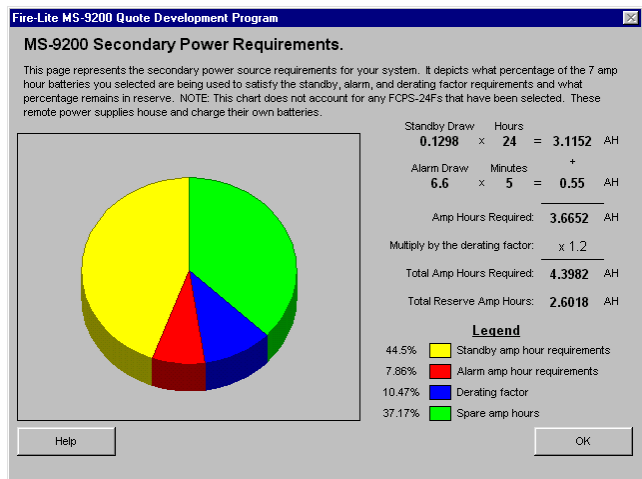 Fire-Lite MS-9200 Quote Development Program
MS-9200 Secondary Power Requirements.
This page represents the secondary power source requirements for your system. It depicts what percentage of the 7 amp
hour batteries you selected are being used to satisfy the standby, alarm, and derating factor requirements and what
percentage remains in reserve. NOTE: This chart does not account for any FCPS-24Fs that have been selected. These
remote power supplies house and charge their own batteries.
Standby Draw Hours
0.1298 x 24 = 3.1152 AH
+
Alarm Draw Minutes
6.6 x 5 = 0.55 AH
Amp Hours Required: 3.6652 AH
Multiply by the derating factor: x 1.2
Total Amp Hours Required: 4.3982 AH
Total Reserve Amp Hours: 2.6018 AH
Legend
44.5% Standby amp hour requirements
7.86% Alarm amp hour requirements
10.47% Derating factor
37.17% Spare amp hours
Help OK